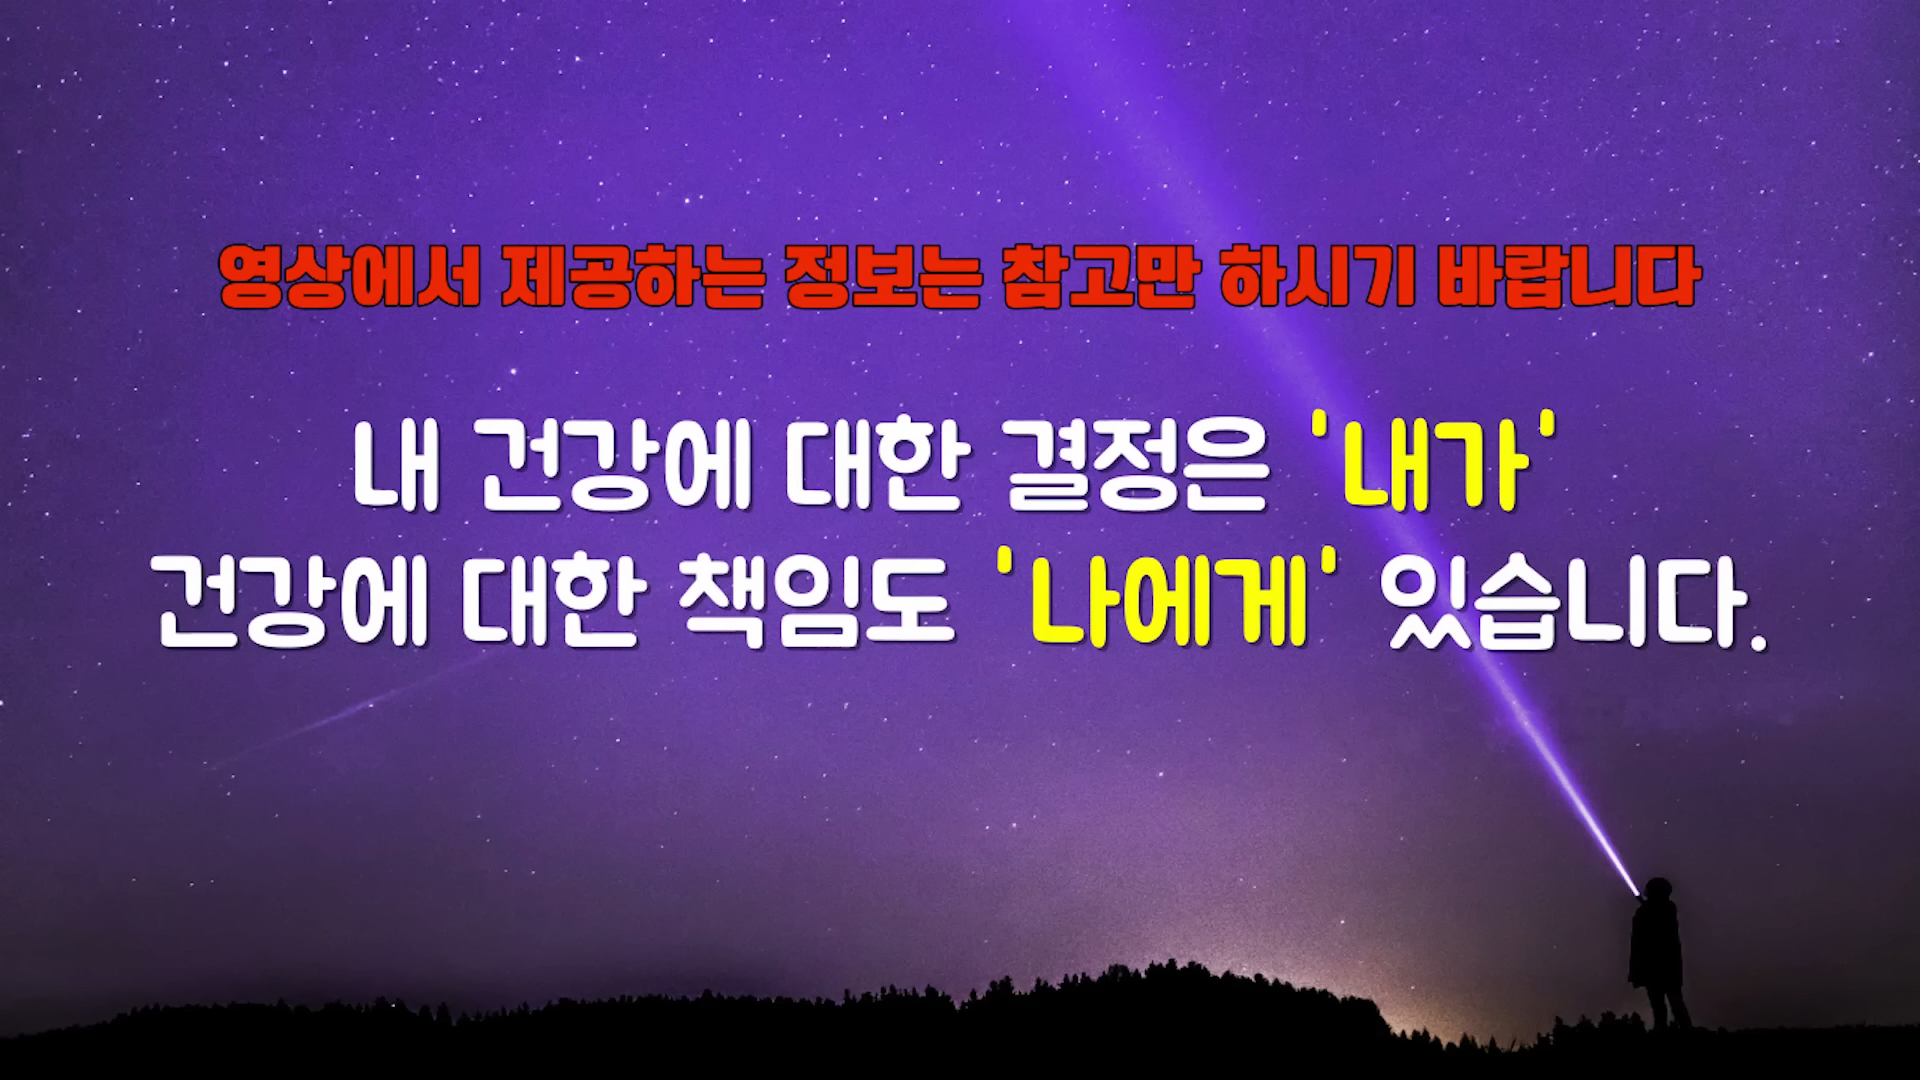 영상에서 제공하는 정보는 참고만 하시기 바랍니다
내 건강에 대한 결정은 '내가'
건강에 대한 책임도 '나에게' 있습니다.